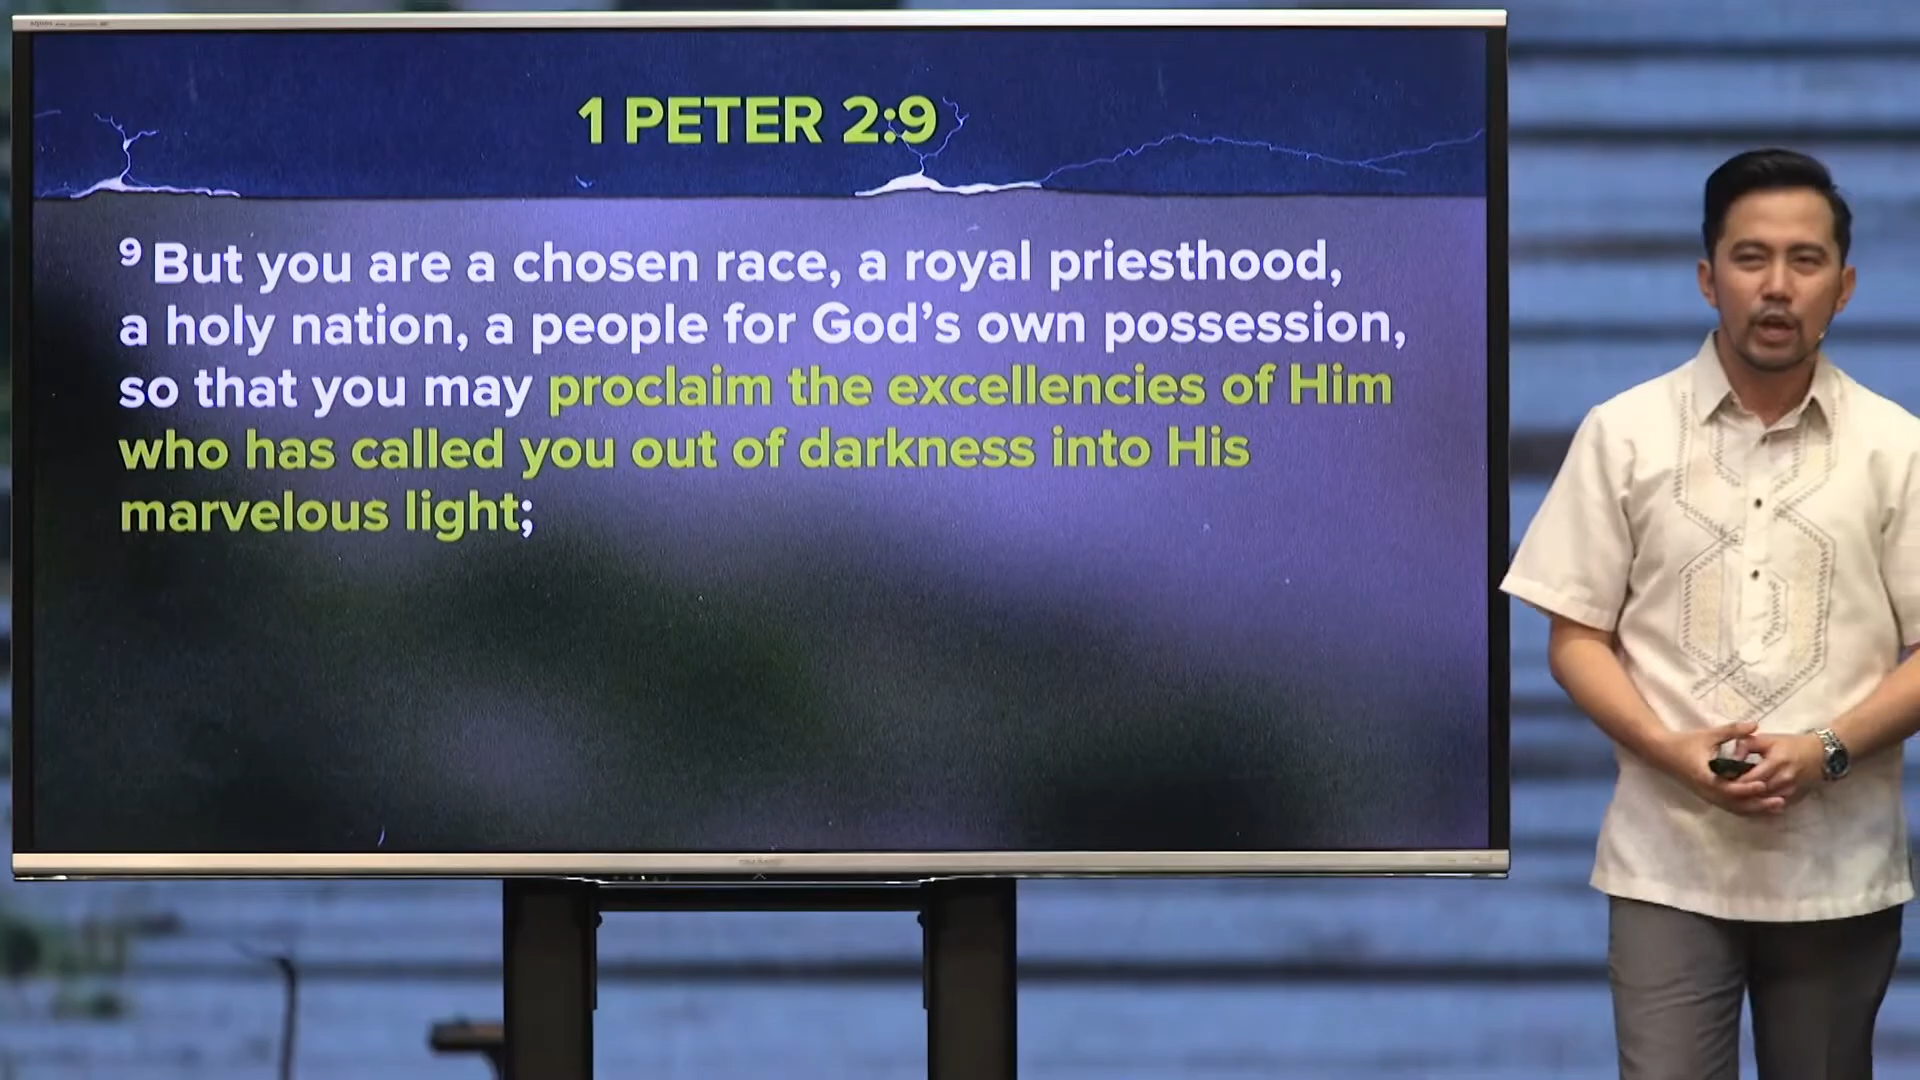 1 PETER 2:9
9 But you are a chosen race, a royal priesthood,
a holy nation, a people for God’s own possession,
so that you may proclaim the excellencies of Him
who has called you out of darkness into His
marvelous light;